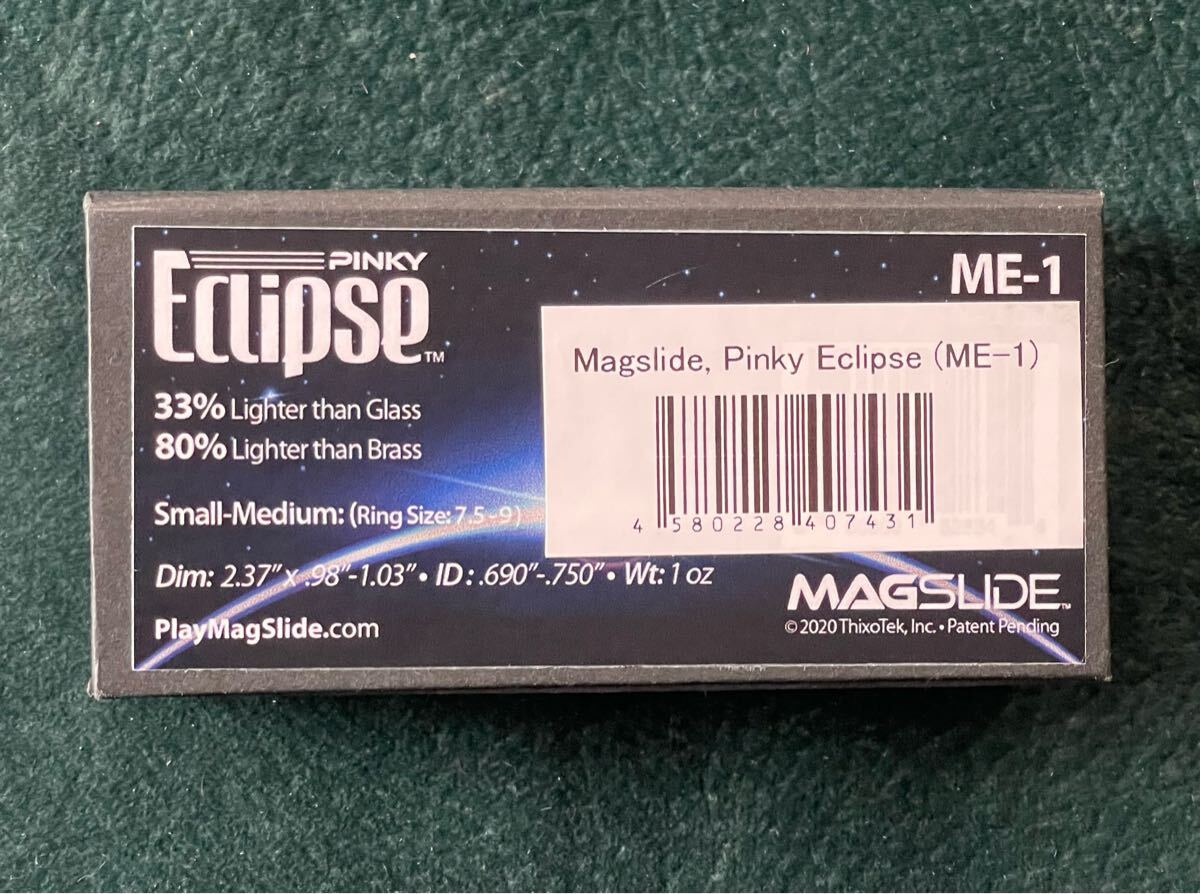 PINKY
Eclipse™
ME-1
33% Lighter than Glass
80% Lighter than Brass
Small-Medium: (Ring Size: 7.5-9)
Dim: 2.37" x .98"-1.03" • ID: .690"-.750" • Wt: 1 oz
PlayMagSlide.com
Magslide, Pinky Eclipse (ME-1)
4 580228 407431
MAGSLIDE™
©2020 ThixoTek, Inc. • Patent Pending